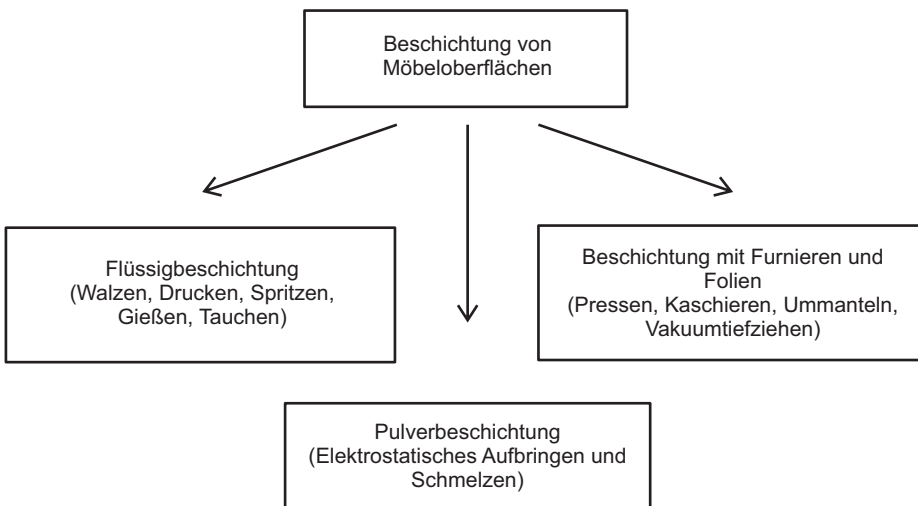 Beschichtung von
Möbeloberflächen
Flüssigbeschichtung
(Walzen, Drucken, Spritzen,
Gießen, Tauchen)
Beschichtung mit Furnieren und
Folien
(Pressen, Kaschieren, Ummanteln,
Vakuumtiefziehen)
Pulverbeschichtung
(Elektrostatisches Aufbringen und
Schmelzen)